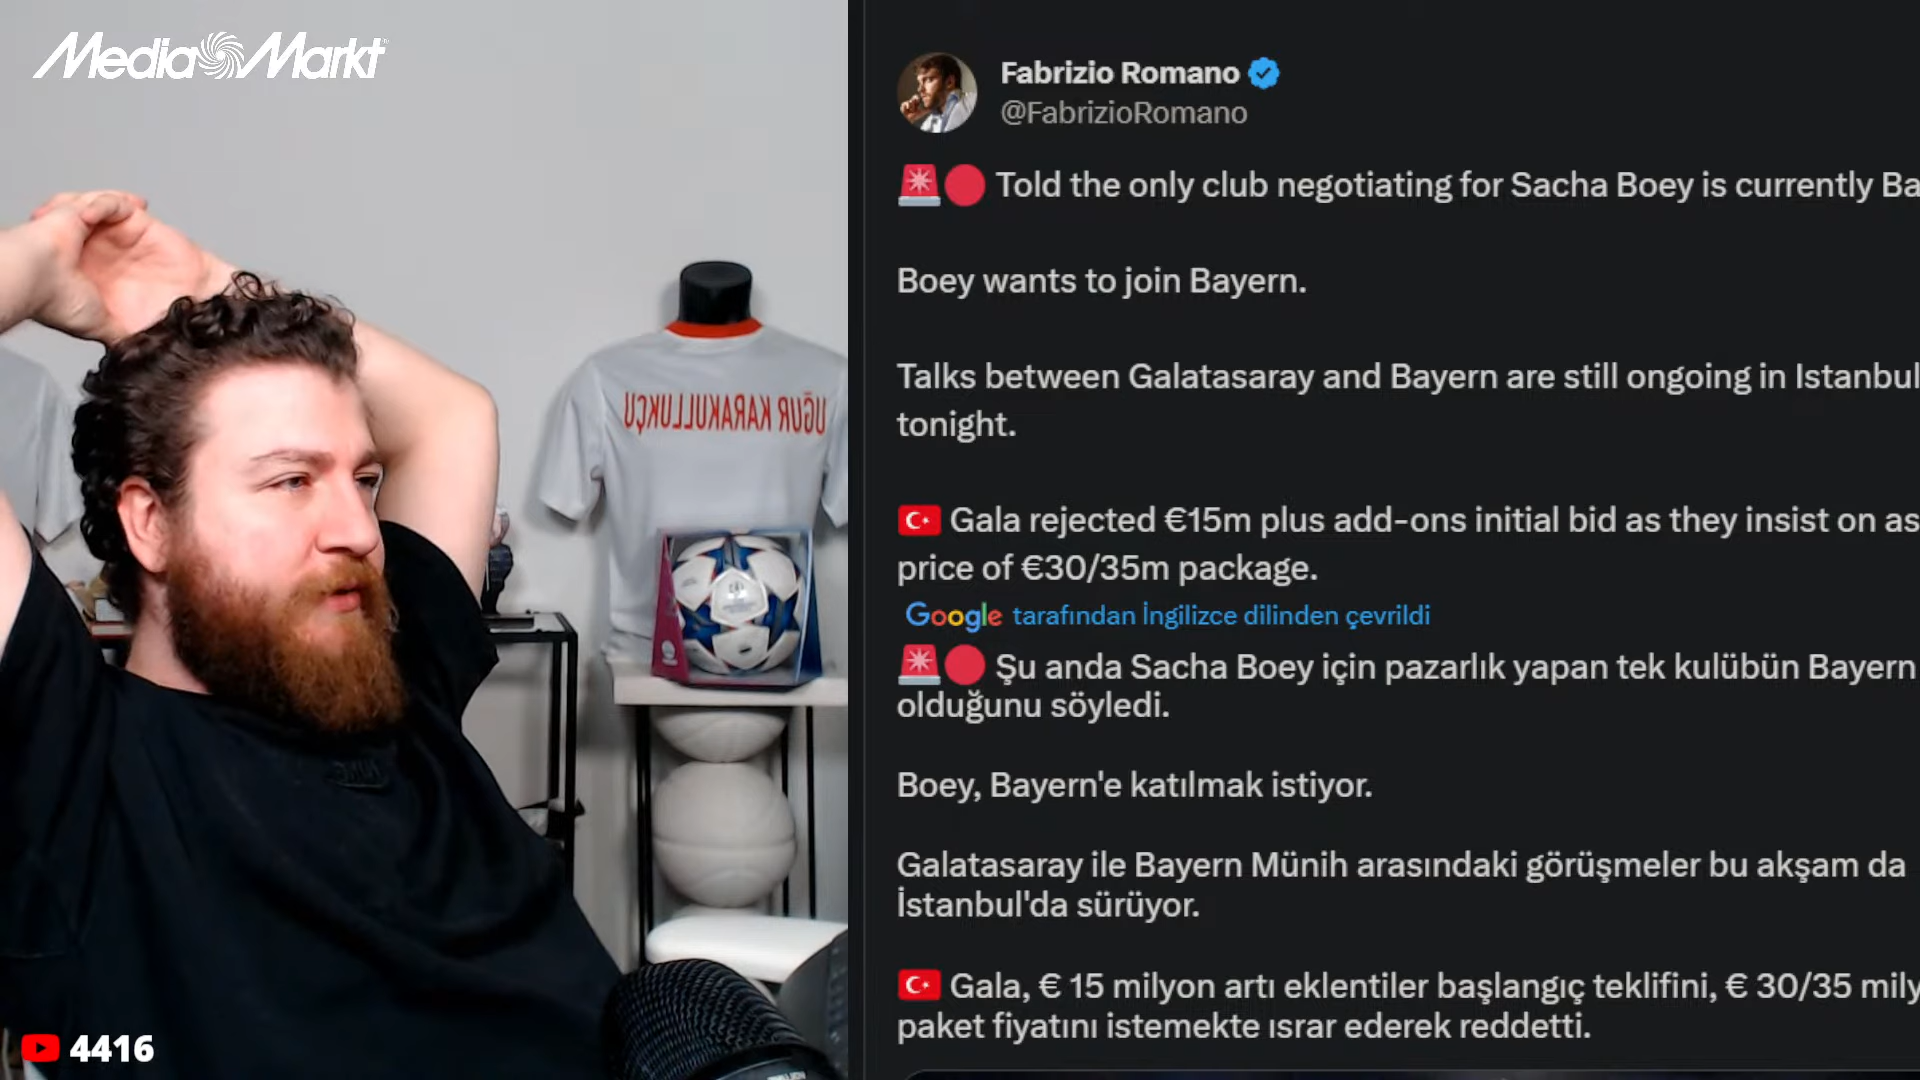 MediaMarkt
UĞUR KARAKULLUKÇU
4416
Fabrizio Romano
@FabrizioRomano
Told the only club negotiating for Sacha Boey is currently Ba
Boey wants to join Bayern.
Talks between Galatasaray and Bayern are still ongoing in Istanbul
tonight.
Gala rejected €15m plus add-ons initial bid as they insist on as
price of €30/35m package.
Google tarafından İngilizce dilinden çevrildi
Şu anda Sacha Boey için pazarlık yapan tek kulübün Bayern
olduğunu söyledi.
Boey, Bayern'e katılmak istiyor.
Galatasaray ile Bayern Münih arasındaki görüşmeler bu akşam da
İstanbul'da sürüyor.
Gala, € 15 milyon artı eklentiler başlangıç teklifini, € 30/35 mily
paket fiyatını istemekte ısrar ederek reddetti.